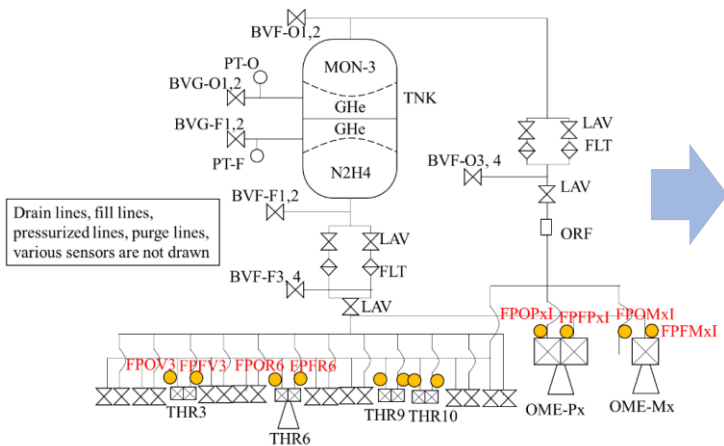 BVF-O1,2
PT-O
MON-3
BVG-O1,2
TNK
GHe
GHe
BVG-F1,2
PT-F
N2H4
LAV
FLT
BVF-O3, 4
LAV
BVF-F1,2
ORF
Drain lines, fill lines,
pressurized lines, purge lines,
various sensors are not drawn
LAV
FLT
BVF-F3, 4
LAV
FPOPxI
FPFPxI
FPOMxI
FPFMxI
FPOV3
FPFV3
FPOR6
FPFR6
THR3
THR6
THR9
THR10
OME-Px
OME-Mx